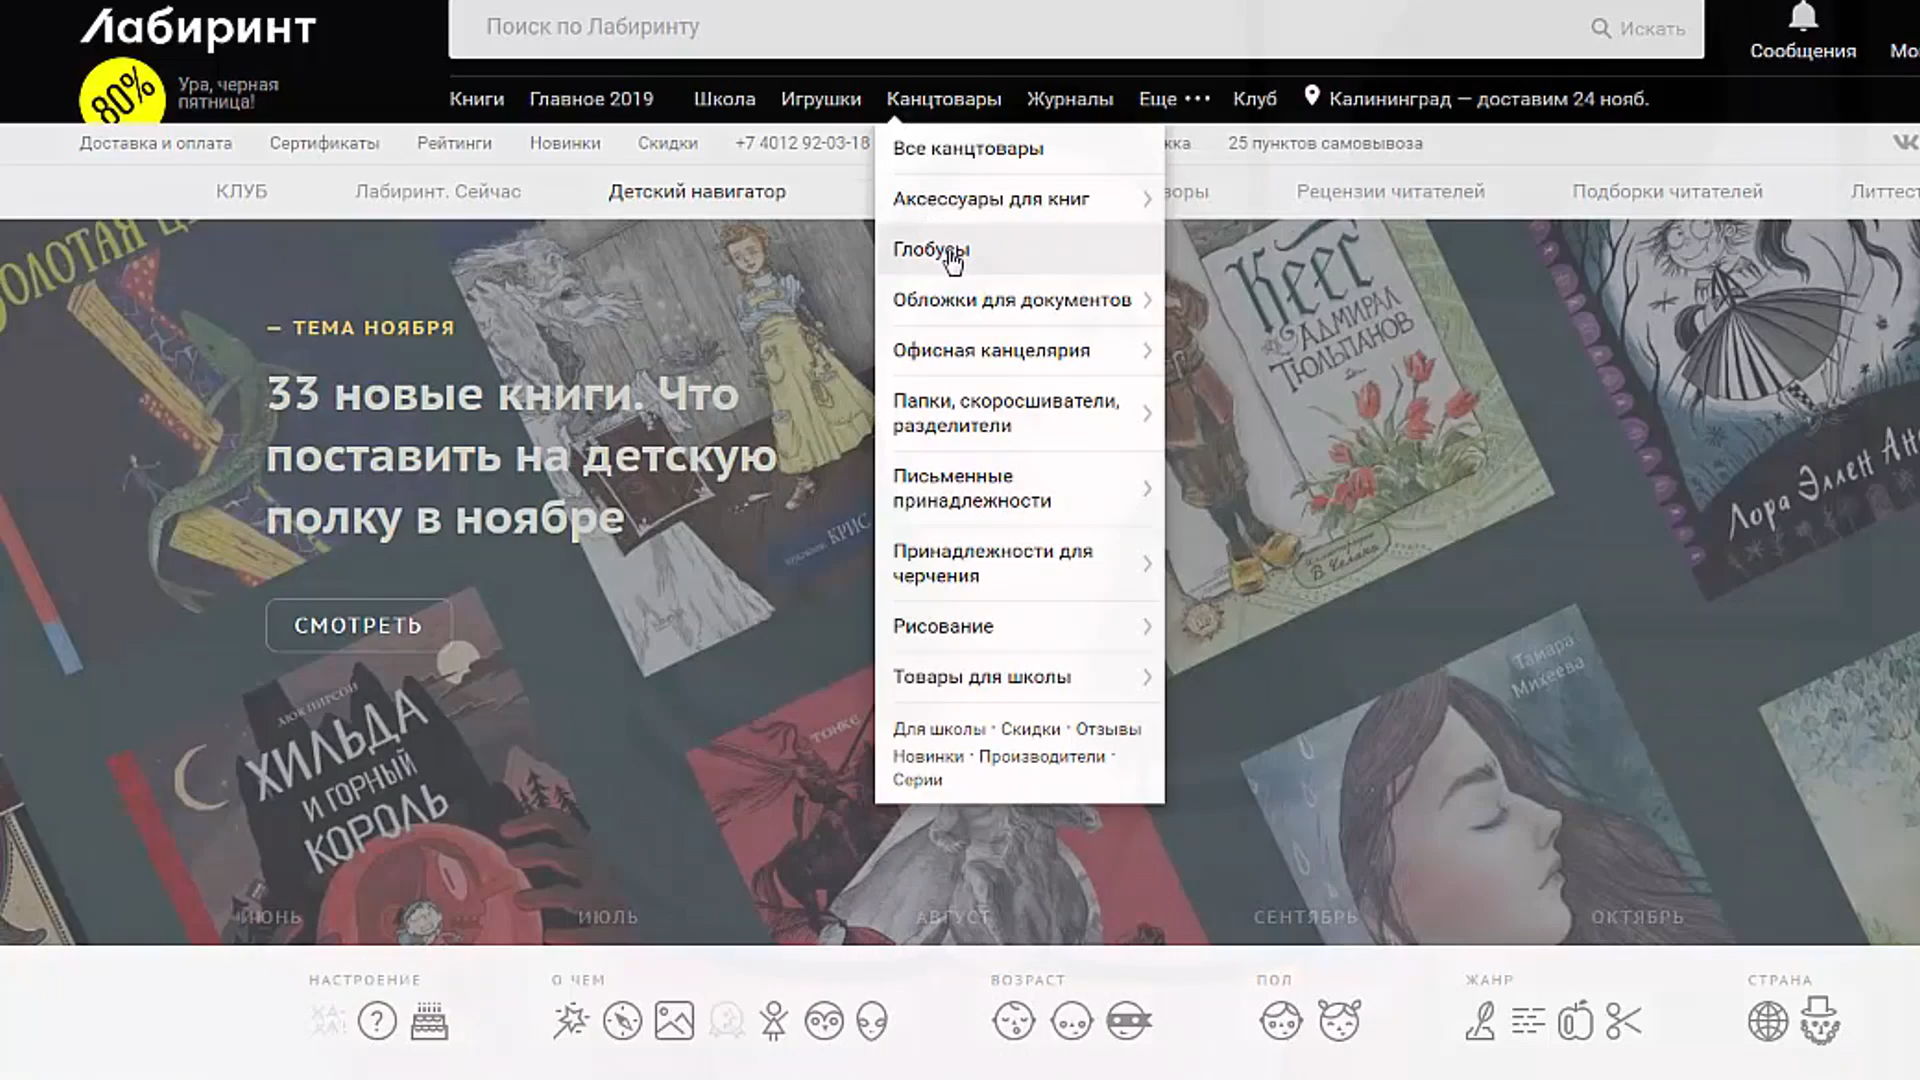 Лабиринт
Поиск по Лабиринту
Искать
Сообщения
80%
Ура, черная
пятница!
Книги Главное 2019 Школа Игрушки Канцтовары Журналы Еще Клуб Калининград — доставим 24 нояб.
Доставка и оплата Сертификаты Рейтинги Новинки Скидки +7 4012 92-03-18 25 пунктов самовывоза
КЛУБ Лабиринт. Сейчас Детский навигатор Рецензии читателей Подборки читателей
Все канцтовары
Аксессуары для книг
Глобусы
Обложки для документов
Офисная канцелярия
Папки, скоросшиватели,
разделители
Письменные
принадлежности
Принадлежности для
черчения
Рисование
Товары для школы
Для школы · Скидки · Отзывы
Новинки · Производители ·
Серии
— ТЕМА НОЯБРЯ
33 новые книги. Что
поставить на детскую
полку в ноябре
СМОТРЕТЬ
КРИС
Кеес
АДМИРАЛ
ТЮЛЬПАНОВ
Лора Эллен
ХИЛЬДА
И ГОРНЫЙ
КОРОЛЬ
ТОНКЕ
Тамара
Михеева
ИЮНЬ ИЮЛЬ АВГУСТ СЕНТЯБРЬ ОКТЯБРЬ
НАСТРОЕНИЕ О ЧЕМ ВОЗРАСТ ПОЛ ЖАНР СТРАНА